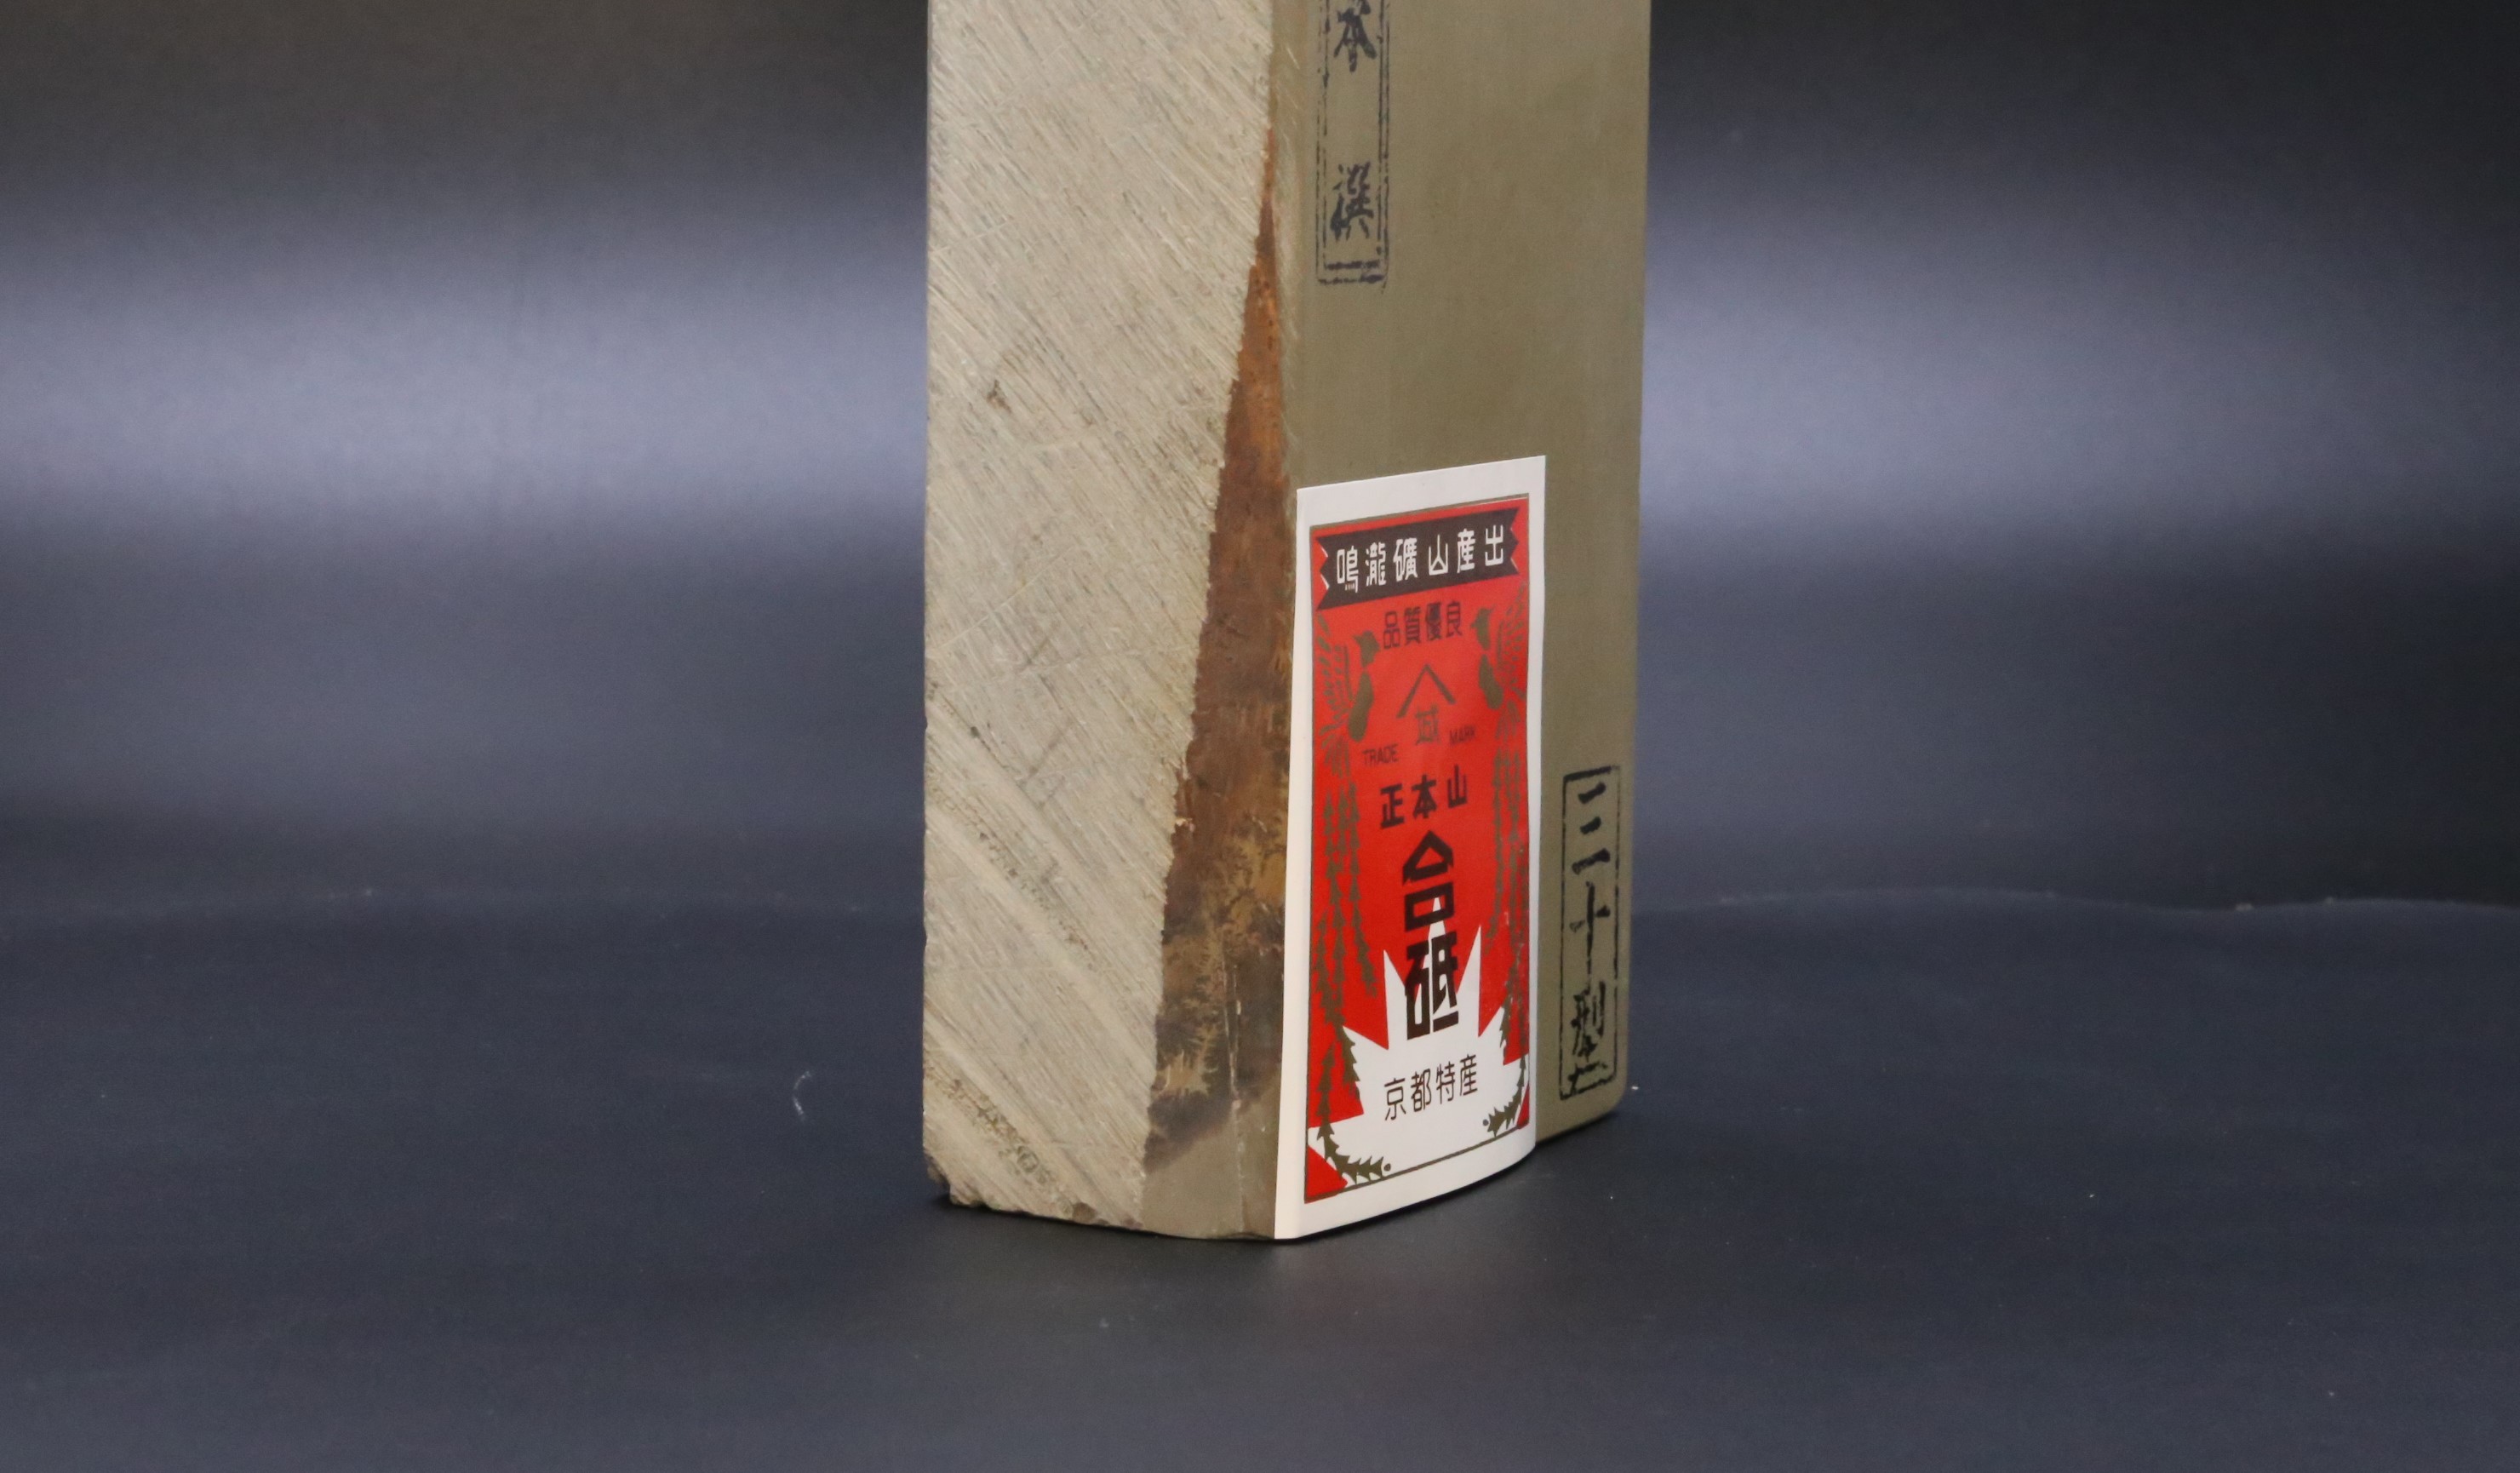 本撰
鳴瀧礦山産出
品質優良
城
TRADE MARK
正本山
合砥
京都特産
三十型